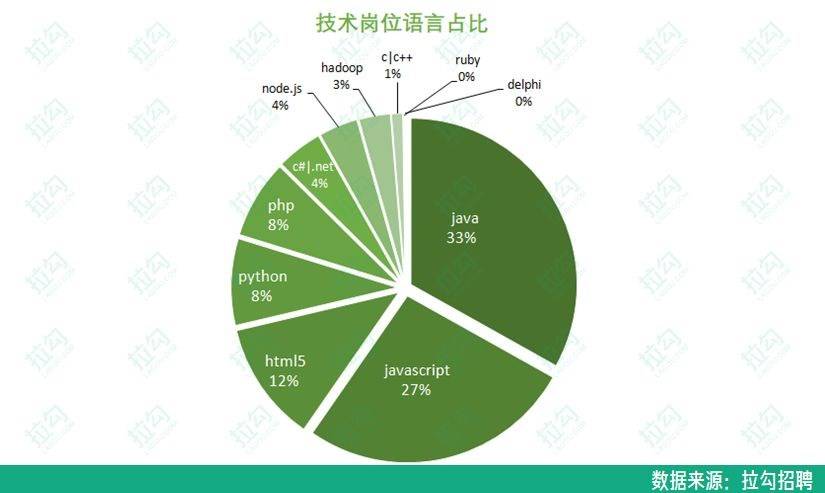 技术岗位语言占比
c|c++
1%
ruby
0%
hadoop
3%
delphi
0%
node.js
4%
c#|.net
4%
php
8%
java
33%
python
8%
html5
12%
javascript
27%
数据来源：拉勾招聘
拉勾